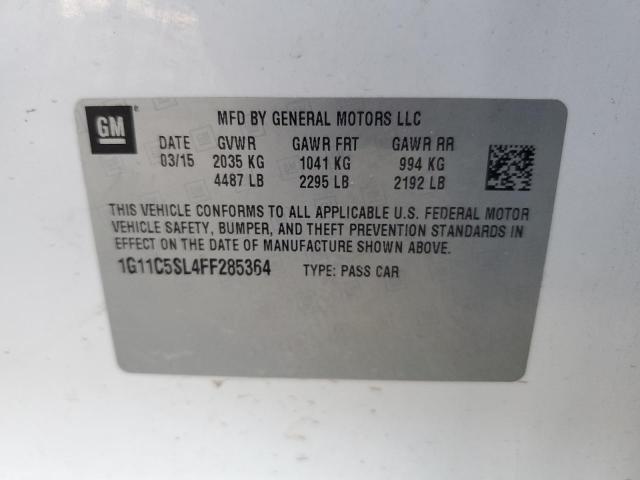 GM
MFD BY GENERAL MOTORS LLC
DATE GVWR GAWR FRT GAWR RR
03/15 2035 KG 1041 KG 994 KG
4487 LB 2295 LB 2192 LB
THIS VEHICLE CONFORMS TO ALL APPLICABLE U.S. FEDERAL MOTOR
VEHICLE SAFETY, BUMPER, AND THEFT PREVENTION STANDARDS IN
EFFECT ON THE DATE OF MANUFACTURE SHOWN ABOVE.
1G11C5SL4FF285364 TYPE: PASS CAR